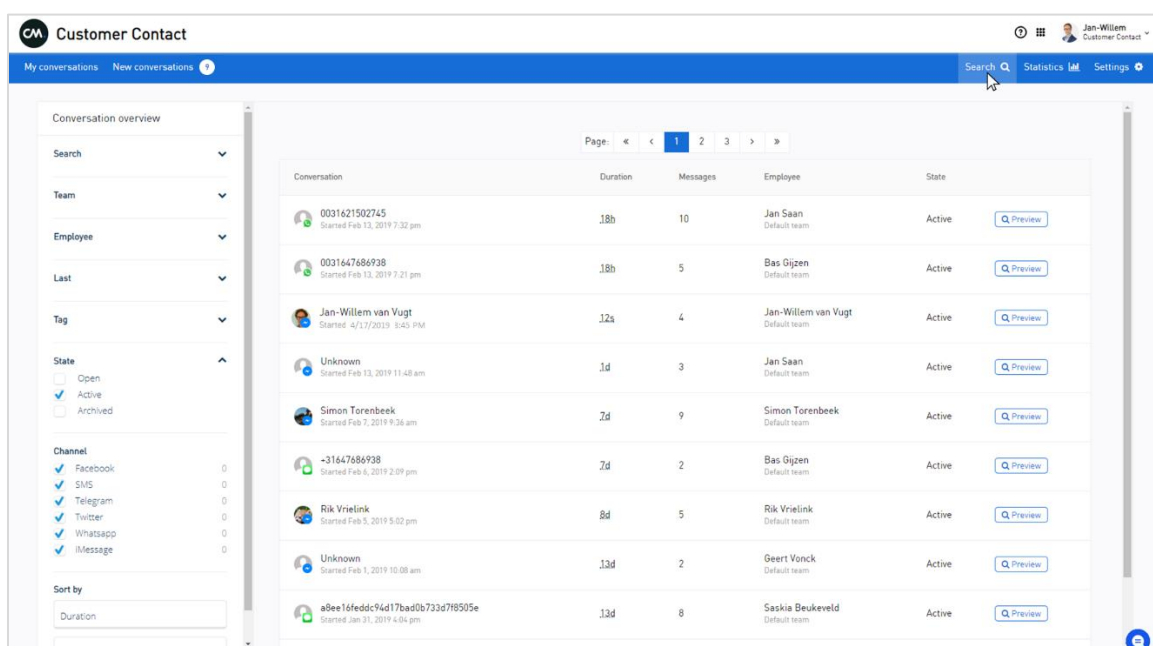 CM. Customer Contact
Jan-Willem
Customer Contact
My conversations New conversations 9 Search Statistics Settings
Conversation overview
Search
Team
Employee
Last
Tag
State
Open
Active
Archived
Channel
Facebook 0
SMS 0
Telegram 0
Twitter 0
Whatsapp 0
iMessage 0
Sort by
Duration
Page: « ‹ 1 2 3 › »
Conversation Duration Messages Employee State
0031621502745 18h 10 Jan Saan Active Preview
Started Feb 13, 2019 7:32 pm Default team
0031647686938 18h 5 Bas Gijzen Active Preview
Started Feb 13, 2019 7:21 pm Default team
Jan-Willem van Vugt 12s 4 Jan-Willem van Vugt Active Preview
Started 4/17/2019 3:45 PM Default team
Unknown 1d 3 Jan Saan Active Preview
Started Feb 13, 2019 11:48 am Default team
Simon Torenbeek 7d 9 Simon Torenbeek Active Preview
Started Feb 7, 2019 9:36 am Default team
+31647686938 7d 2 Bas Gijzen Active Preview
Started Feb 6, 2019 2:09 pm Default team
Rik Vrielink 8d 5 Rik Vrielink Active Preview
Started Feb 5, 2019 5:02 pm Default team
Unknown 13d 2 Geert Vonck Active Preview
Started Feb 1, 2019 10:08 am Default team
a8ee16feddc94d17bad0b733d7f8505e 13d 8 Saskia Beukeveld Active Preview
Started Jan 31, 2019 4:04 pm Default team